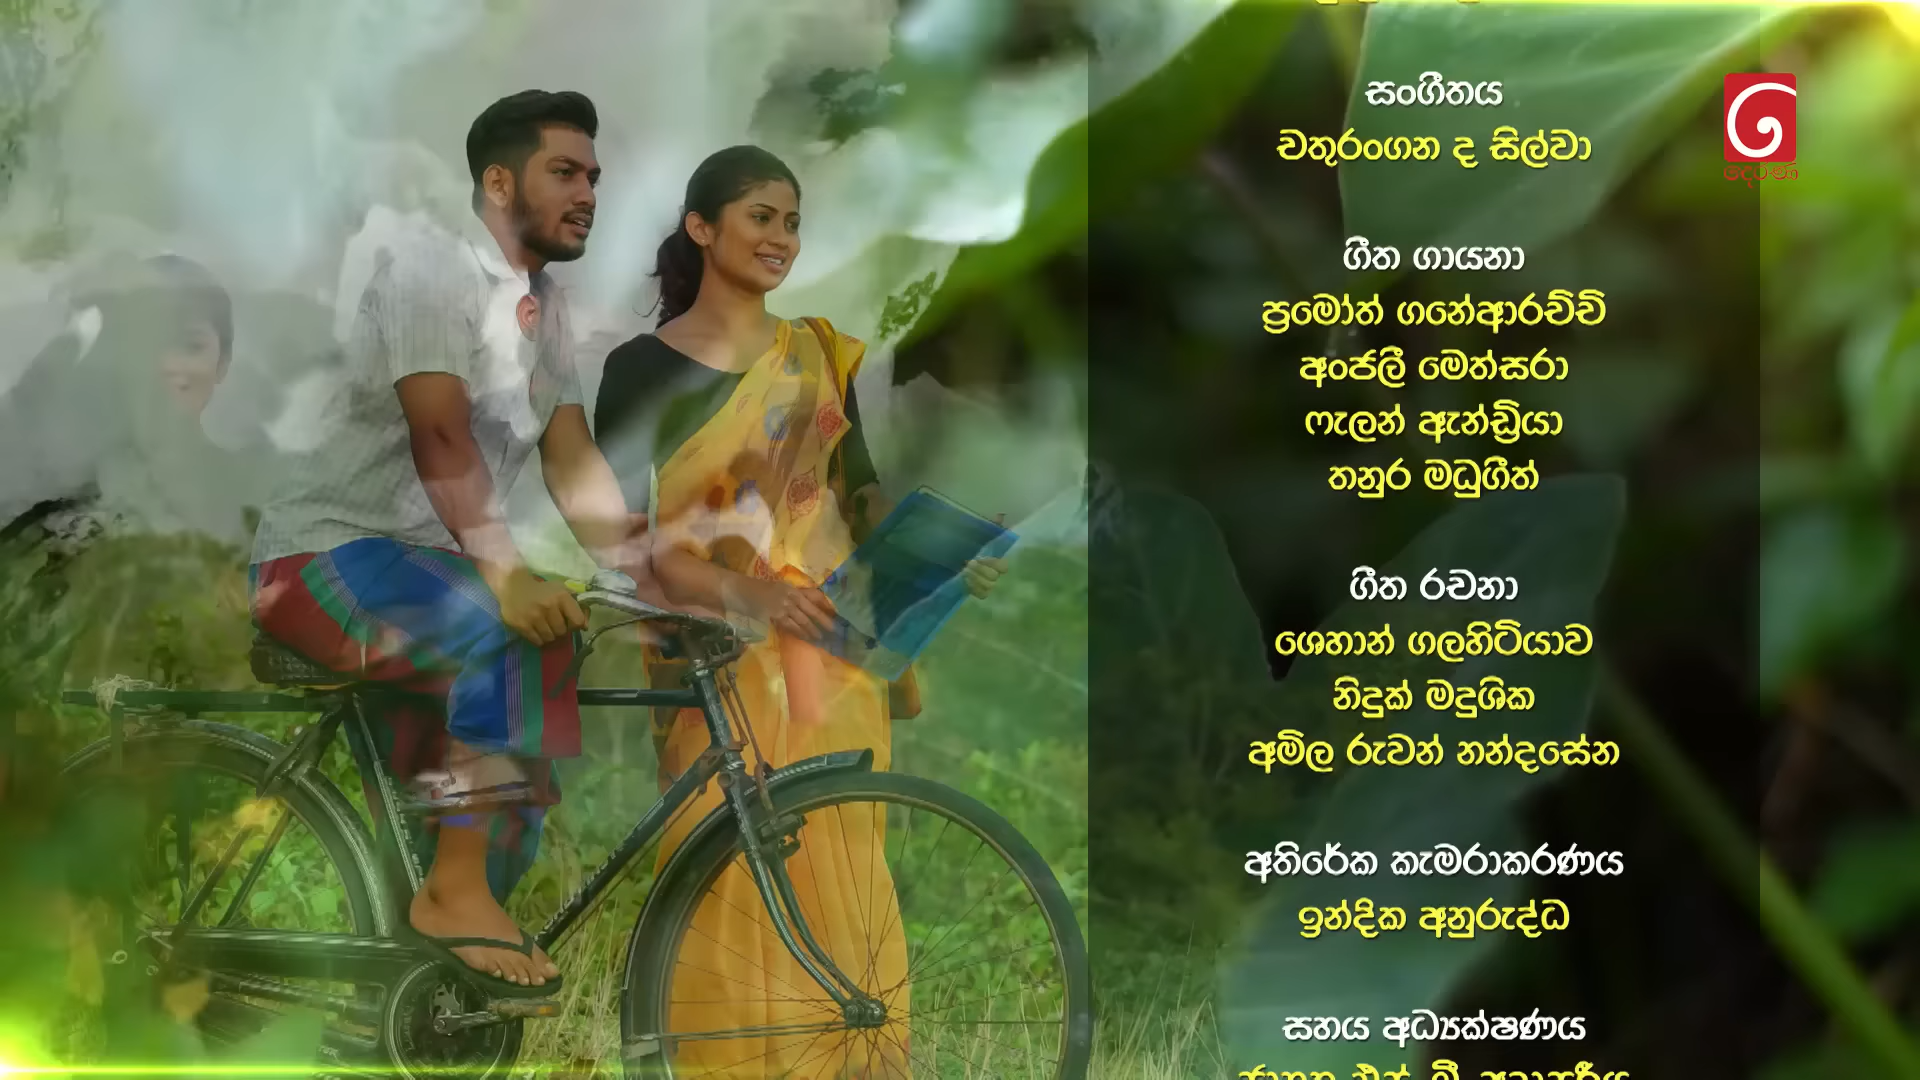 සංගීතය
චතුරංගන ද සිල්වා
දෙරණ
ගීත ගායනා
ප්‍රමෝත් ගනේආරච්චි
අංජලී මෙත්සරා
ෆැලන් ඇන්ඩ්‍රියා
තනුර මධුගීත්
ගීත රචනා
ශෙහාන් ගලහිටියාව
නිදුක් මදුශික
අමිල රුවන් නන්දසේන
අතිරේක කැමරාකරණය
ඉන්දික අනුරුද්ධ
සහය අධ්‍යක්ෂණය